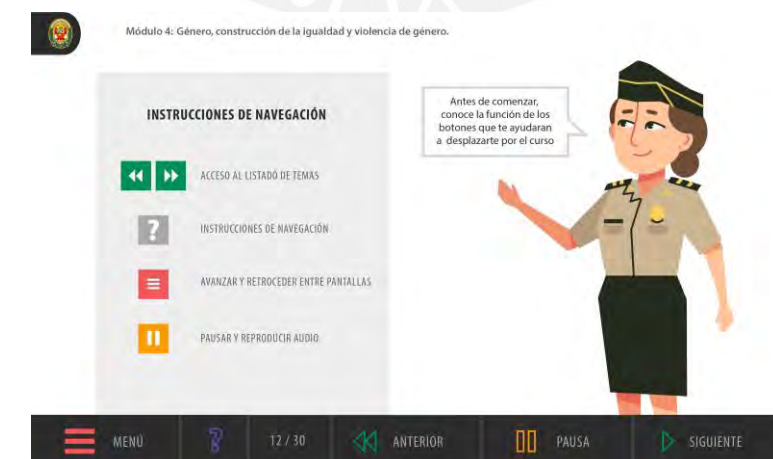 Módulo 4: Género, construcción de la igualdad y violencia de género.
INSTRUCCIONES DE NAVEGACIÓN
Antes de comenzar,
conoce la función de los
botones que te ayudaran
a desplazarte por el curso
ACCESO AL LISTADO DE TEMAS
?
INSTRUCCIONES DE NAVEGACIÓN
AVANZAR Y RETROCEDER ENTRE PANTALLAS
PAUSAR Y REPRODUCIR AUDIO
MENÚ ? 12 / 30 ANTERIOR PAUSA SIGUIENTE